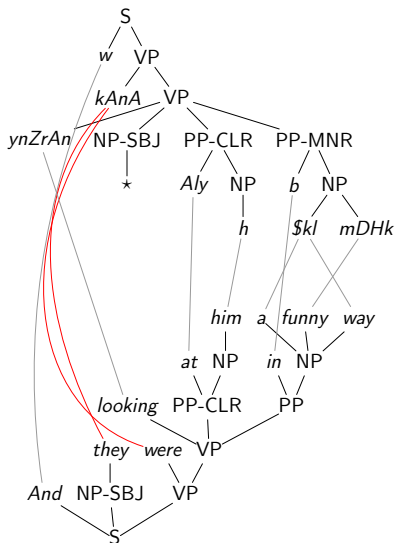 S
w VP
kAnA VP
ynZrAn NP-SBJ PP-CLR PP-MNR
⋆ Aly NP b NP
h $kl mDHk
him a funny way
at NP in NP
looking PP-CLR PP
they were VP
And NP-SBJ VP
S